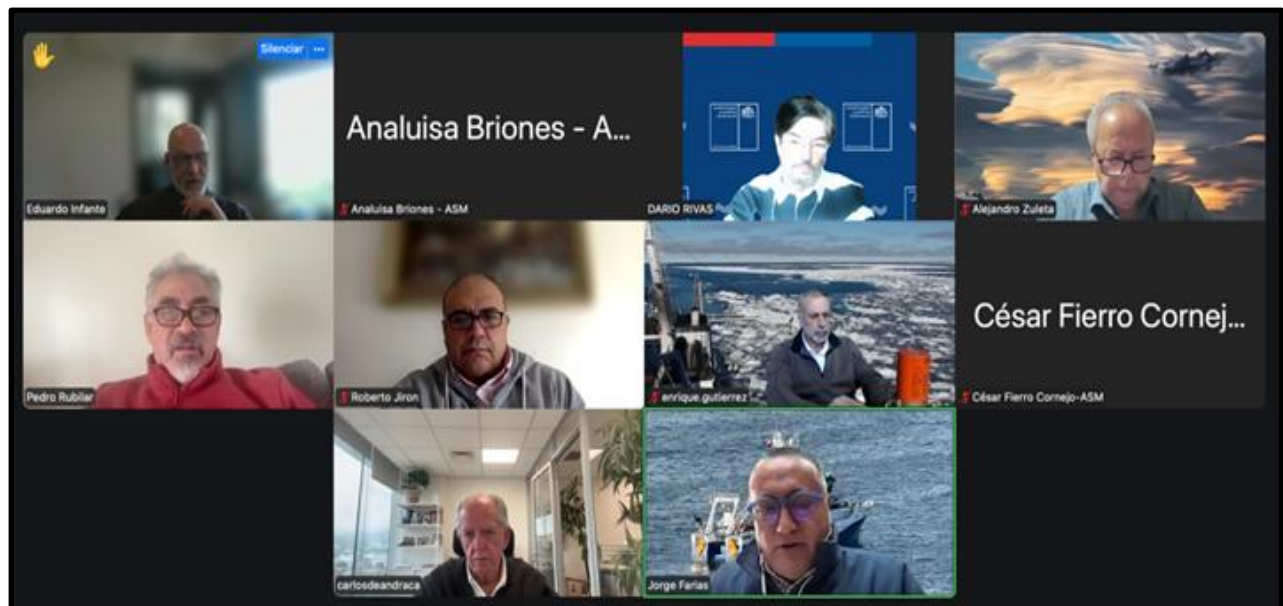 Silenciar ...
Eduardo Infante
Analuisa Briones - A...
Analuisa Briones - ASM
DARIO RIVAS
Alejandro Zuleta
Pedro Rubilar
Roberto Jiron
enrique.gutierrez
César Fierro Cornej...
César Fierro Cornejo-ASM
carlosdeandraca
Jorge Farias